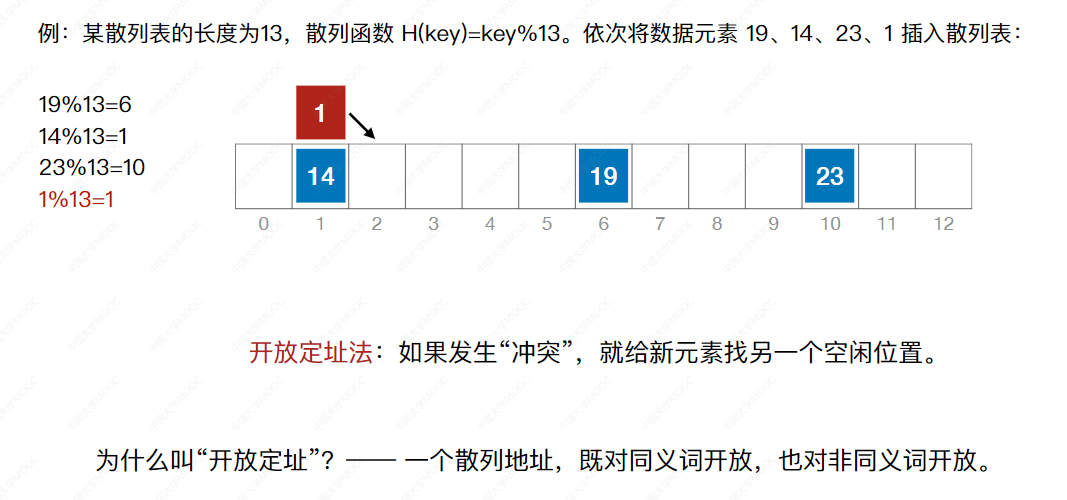 例：某散列表的长度为13，散列函数 H(key)=key%13。依次将数据元素 19、14、23、1 插入散列表：
19%13=6
14%13=1
23%13=10
1%13=1
1
14 19 23
0 1 2 3 4 5 6 7 8 9 10 11 12
开放定址法：如果发生“冲突”，就给新元素找另一个空闲位置。
为什么叫“开放定址”？—— 一个散列地址，既对同义词开放，也对非同义词开放。